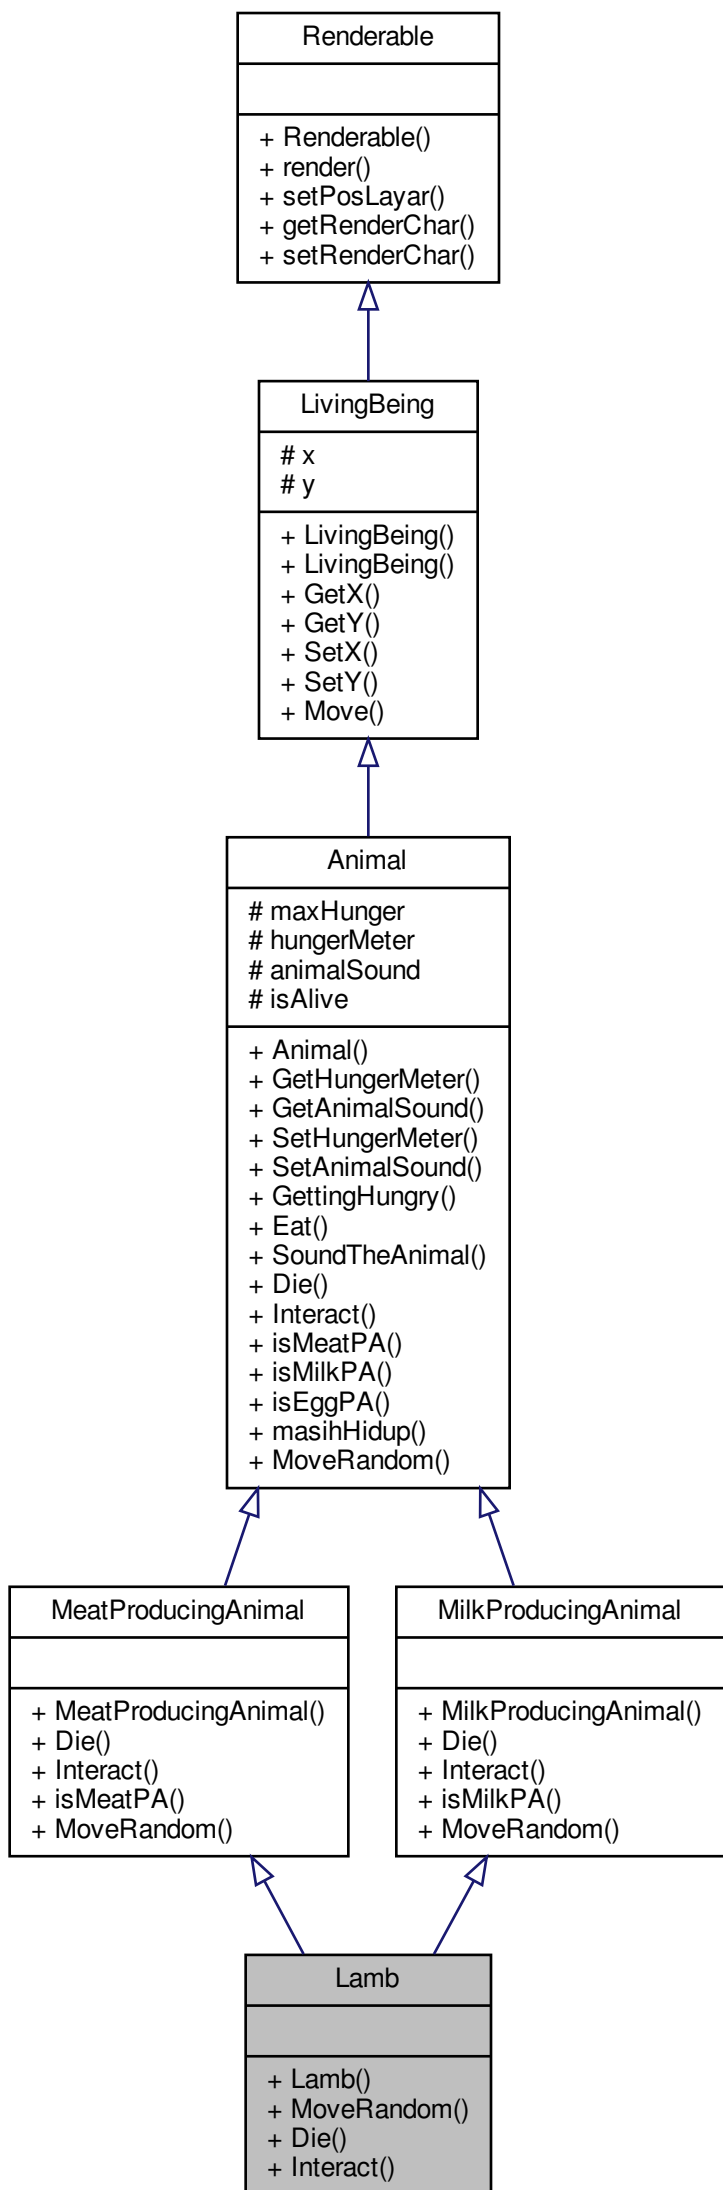 Renderable
+ Renderable()
+ render()
+ setPosLayar()
+ getRenderChar()
+ setRenderChar()
LivingBeing
# x
# y
+ LivingBeing()
+ LivingBeing()
+ GetX()
+ GetY()
+ SetX()
+ SetY()
+ Move()
Animal
# maxHunger
# hungerMeter
# animalSound
# isAlive
+ Animal()
+ GetHungerMeter()
+ GetAnimalSound()
+ SetHungerMeter()
+ SetAnimalSound()
+ GettingHungry()
+ Eat()
+ SoundTheAnimal()
+ Die()
+ Interact()
+ isMeatPA()
+ isMilkPA()
+ isEggPA()
+ masihHidup()
+ MoveRandom()
MeatProducingAnimal
+ MeatProducingAnimal()
+ Die()
+ Interact()
+ isMeatPA()
+ MoveRandom()
MilkProducingAnimal
+ MilkProducingAnimal()
+ Die()
+ Interact()
+ isMilkPA()
+ MoveRandom()
Lamb
+ Lamb()
+ MoveRandom()
+ Die()
+ Interact()